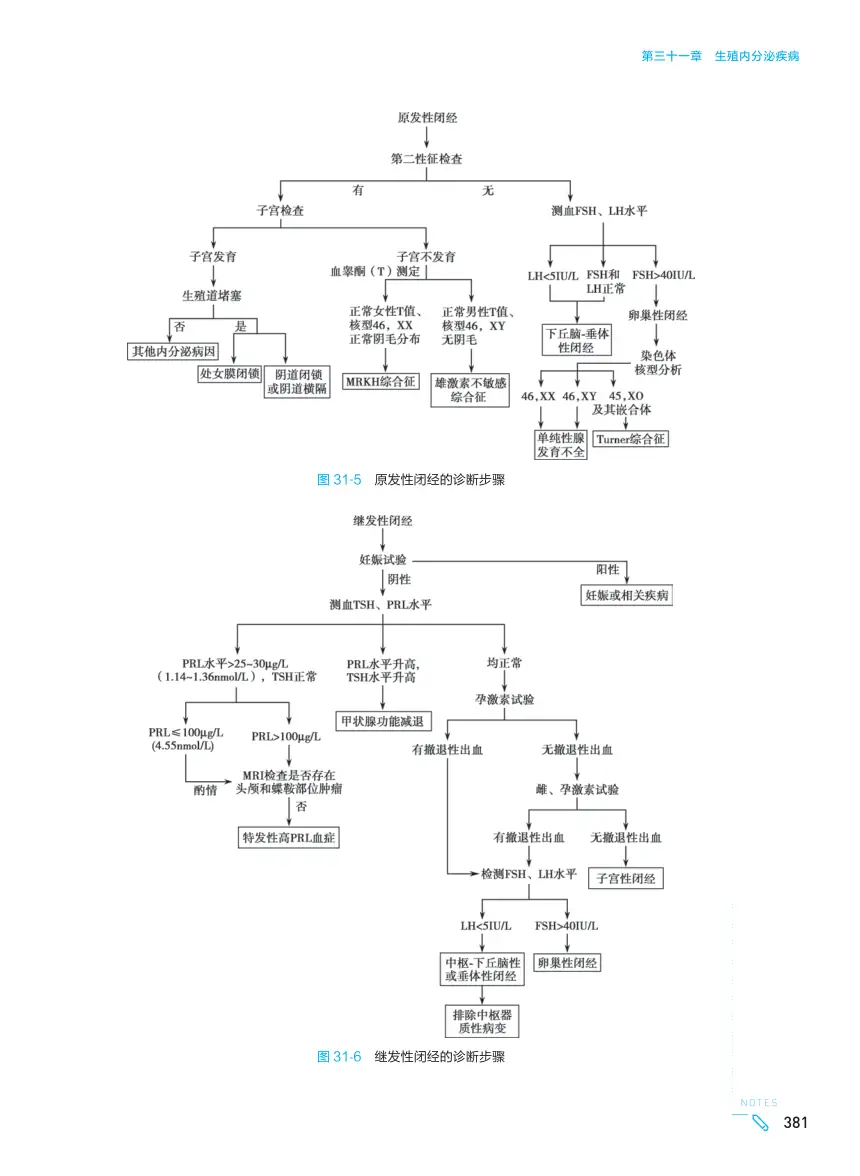 第三十一章 生殖内分泌疾病
原发性闭经
第二性征检查
有 无
子宫检查 测血FSH、LH水平
子宫发育 子宫不发育
血睾酮（T）测定
LH<5IU/L FSH和 FSH>40IU/L
LH正常
生殖道堵塞
正常女性T值、 正常男性T值、 卵巢性闭经
核型46，XX 核型46，XY
正常阴毛分布 无阴毛
否 是
下丘脑-垂体
性闭经
其他内分泌病因
染色体
核型分析
处女膜闭锁 阴道闭锁
或阴道横隔
MRKH综合征 雄激素不敏感
综合征
46,XX 46,XY 45,XO
及其嵌合体
单纯性腺 Turner综合征
发育不全
图 31-5 原发性闭经的诊断步骤
继发性闭经
妊娠试验
阳性
阴性
妊娠或相关疾病
测血TSH、PRL水平
PRL水平>25~30μg/L PRL水平升高, 均正常
（1.14~1.36nmol/L），TSH正常 TSH水平升高
孕激素试验
甲状腺功能减退
PRL≤100μg/L PRL>100μg/L
(4.55nmol/L)
有撤退性出血 无撤退性出血
MRI检查是否存在
头颅和蝶鞍部位肿瘤
酌情
雌、孕激素试验
否
特发性高PRL血症
有撤退性出血 无撤退性出血
检测FSH、LH水平 子宫性闭经
LH<5IU/L FSH>40IU/L
中枢-下丘脑性 卵巢性闭经
或垂体性闭经
排除中枢器
质性病变
图 31-6 继发性闭经的诊断步骤
NOTES
381